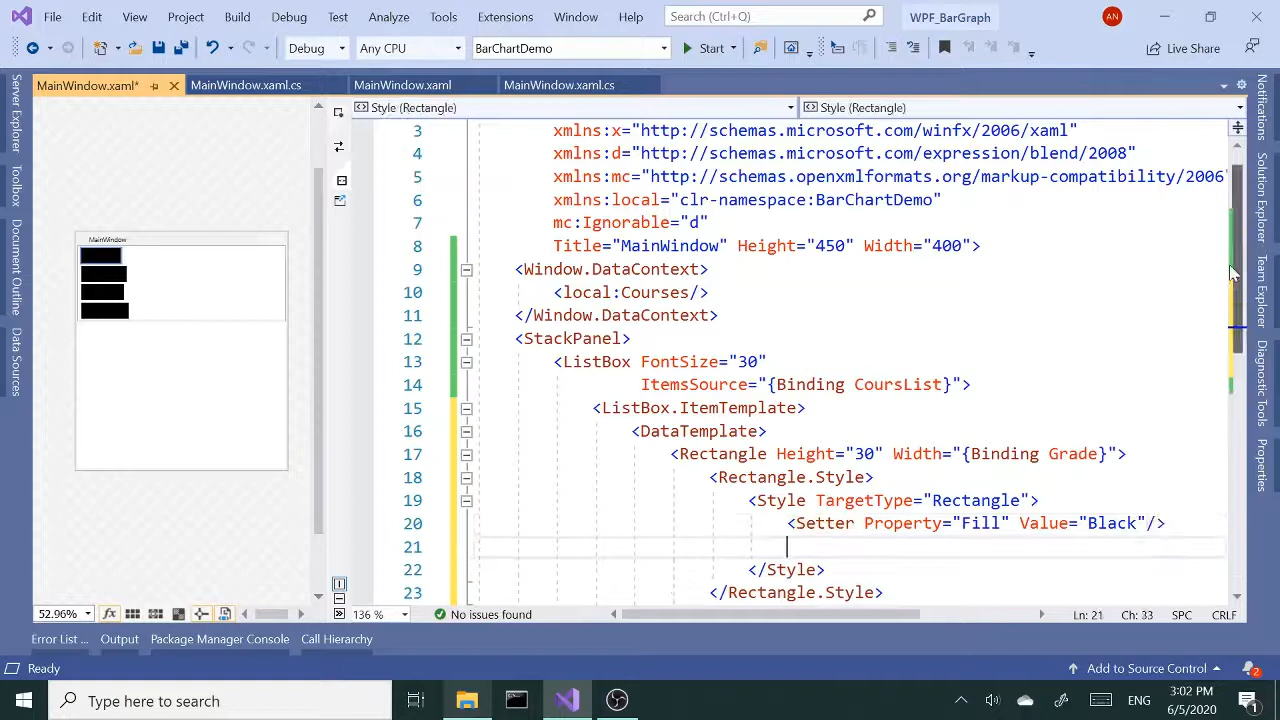 File Edit View Project Build Debug Test Analyze Tools Extensions Window Help Search (Ctrl+Q) WPF_BarGraph AN
Debug Any CPU BarChartDemo Start Live Share
MainWindow.xaml* MainWindow.xaml.cs MainWindow.xaml MainWindow.xaml.cs
Style (Rectangle) Style (Rectangle)
Server Explorer
Toolbox
Document Outline
Data Sources
MainWindow
3 xmlns:x="http://schemas.microsoft.com/winfx/2006/xaml"
4 xmlns:d="http://schemas.microsoft.com/expression/blend/2008"
5 xmlns:mc="http://schemas.openxmlformats.org/markup-compatibility/2006"
6 xmlns:local="clr-namespace:BarChartDemo"
7 mc:Ignorable="d"
8 Title="MainWindow" Height="450" Width="400">
9 <Window.DataContext>
10 <local:Courses/>
11 </Window.DataContext>
12 <StackPanel>
13 <ListBox FontSize="30"
14 ItemsSource="{Binding CoursList}">
15 <ListBox.ItemTemplate>
16 <DataTemplate>
17 <Rectangle Height="30" Width="{Binding Grade}">
18 <Rectangle.Style>
19 <Style TargetType="Rectangle">
20 <Setter Property="Fill" Value="Black"/>
21
22 </Style>
23 </Rectangle.Style>
Notifications
Solution Explorer
Team Explorer
Diagnostic Tools
Properties
52.96% fx 136 % No issues found Ln: 21 Ch: 33 SPC CRLF
Error List ... Output Package Manager Console Call Hierarchy
Ready Add to Source Control 2
Type here to search ENG 3:02 PM
6/5/2020 1